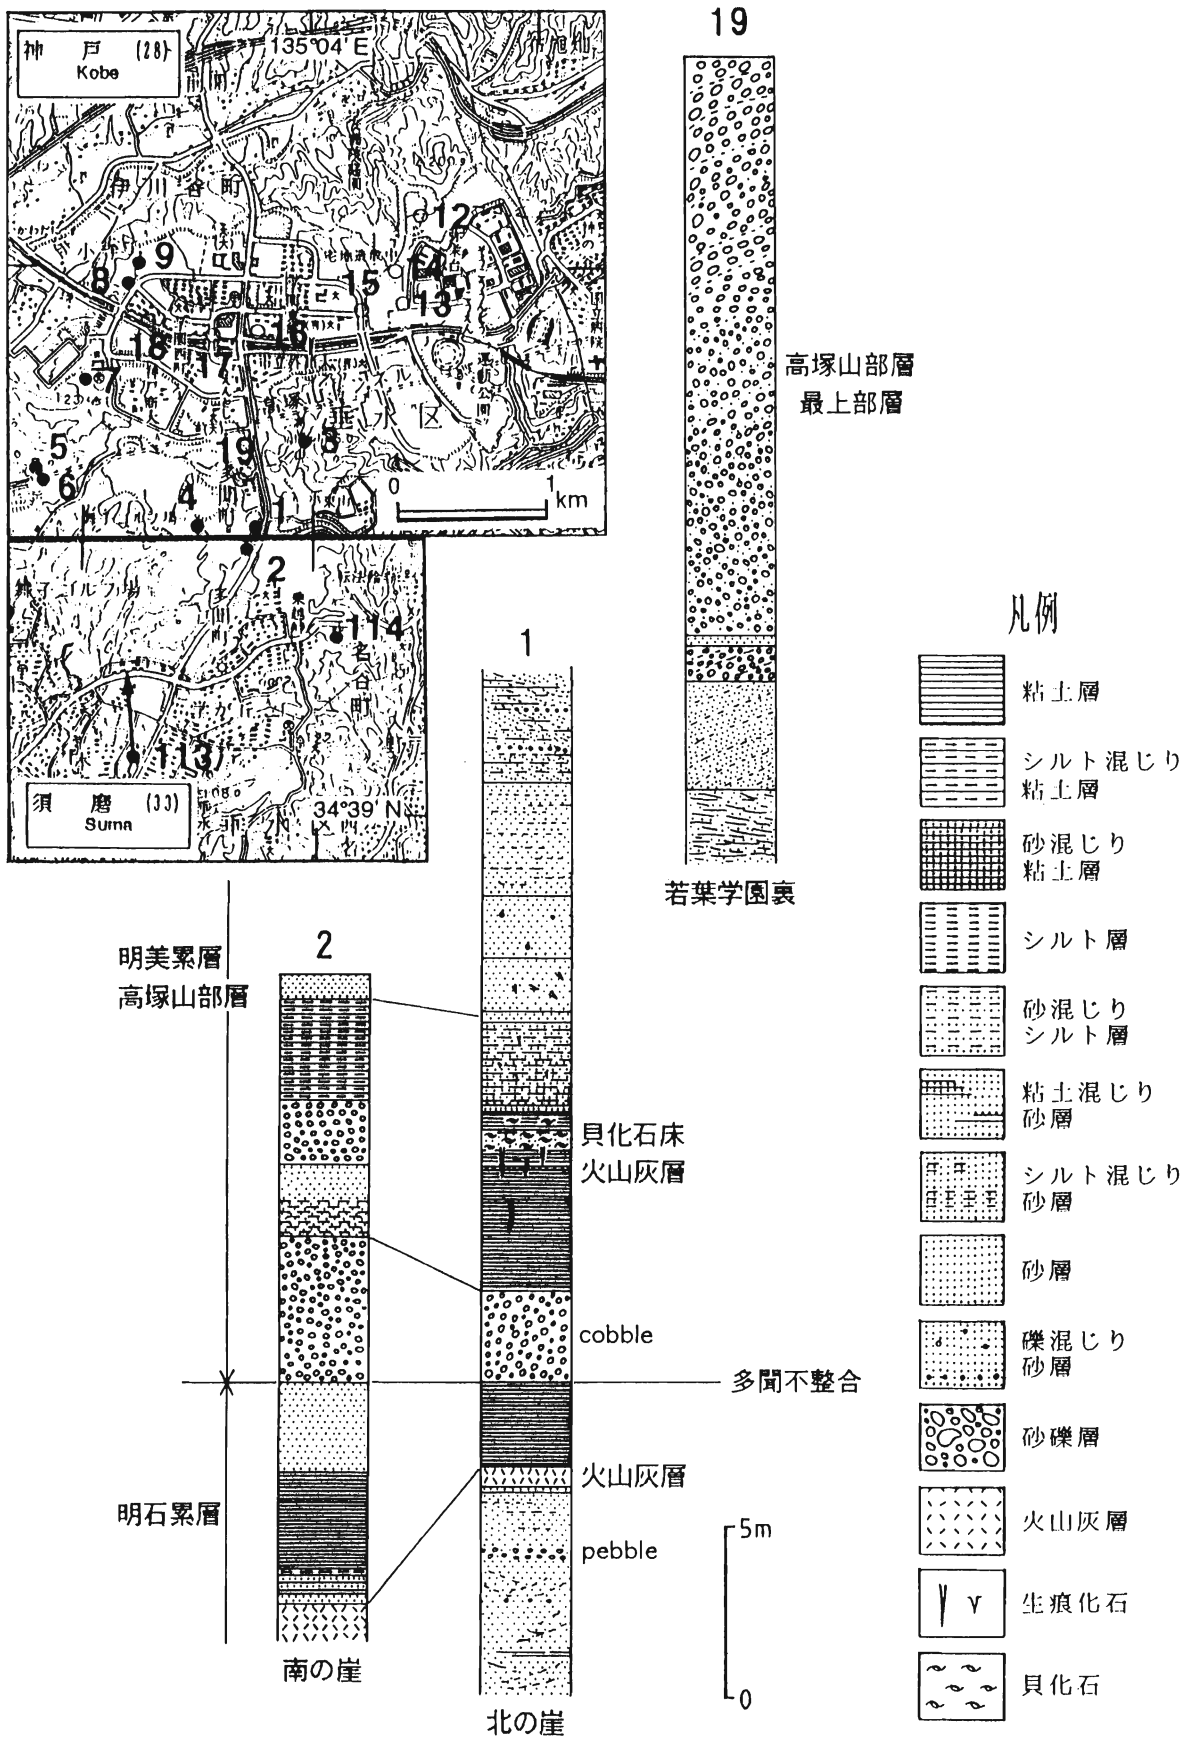 神 戸 (28)
Kobe
135°04' E
伊川谷町
12
9
8
15
14
13
16
18
17
7
垂水区
5
19
3
6
4
1
0
1
km
2
114
名谷町
113
須 磨 (33)
Suma
34°39' N
19
高塚山部層
最上部層
若葉学園裏
1
2
明美累層
高塚山部層
貝化石床
火山灰層
cobble
多聞不整合
火山灰層
明石累層
pebble
5m
0
南の崖
北の崖
凡例
粘土層
シルト混じり
粘土層
砂混じり
粘土層
シルト層
砂混じり
シルト層
粘土混じり
砂層
シルト混じり
砂層
砂層
礫混じり
砂層
砂礫層
火山灰層
生痕化石
貝化石